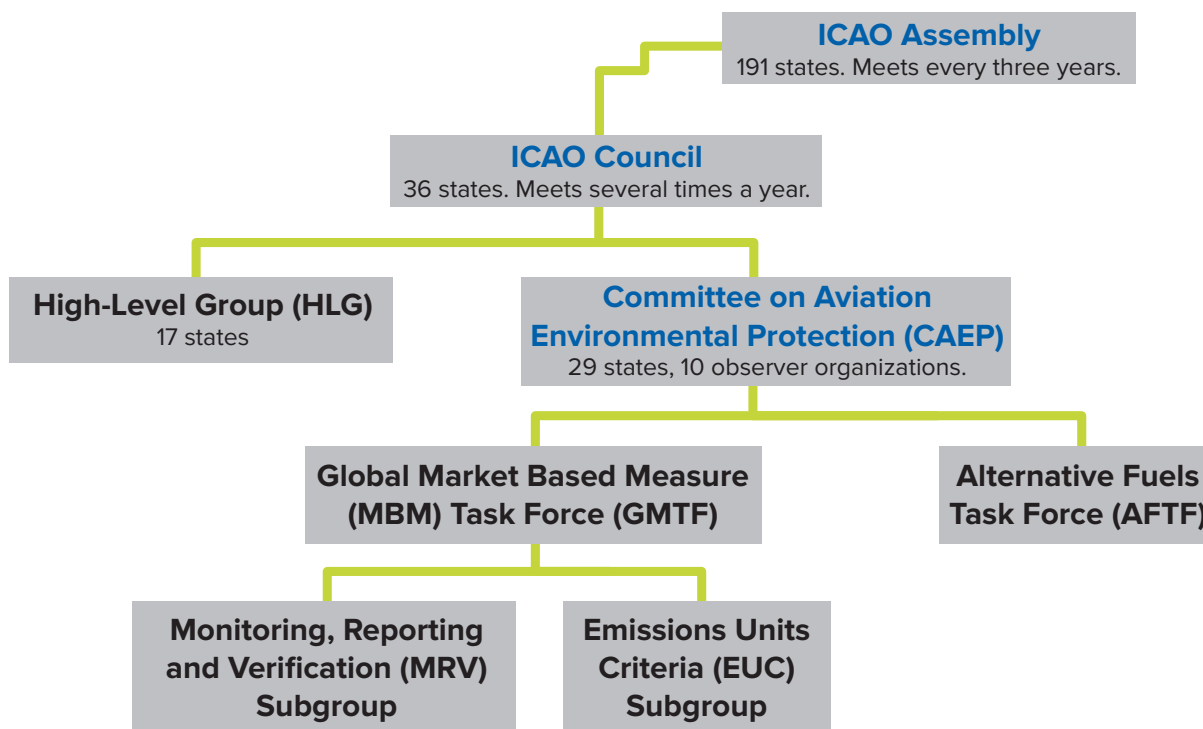 ICAO Assembly
191 states. Meets every three years.
ICAO Council
36 states. Meets several times a year.
High-Level Group (HLG)
17 states
Committee on Aviation
Environmental Protection (CAEP)
29 states, 10 observer organizations.
Global Market Based Measure
(MBM) Task Force (GMTF)
Alternative Fuels
Task Force (AFTF)
Monitoring, Reporting
and Verification (MRV)
Subgroup
Emissions Units
Criteria (EUC)
Subgroup